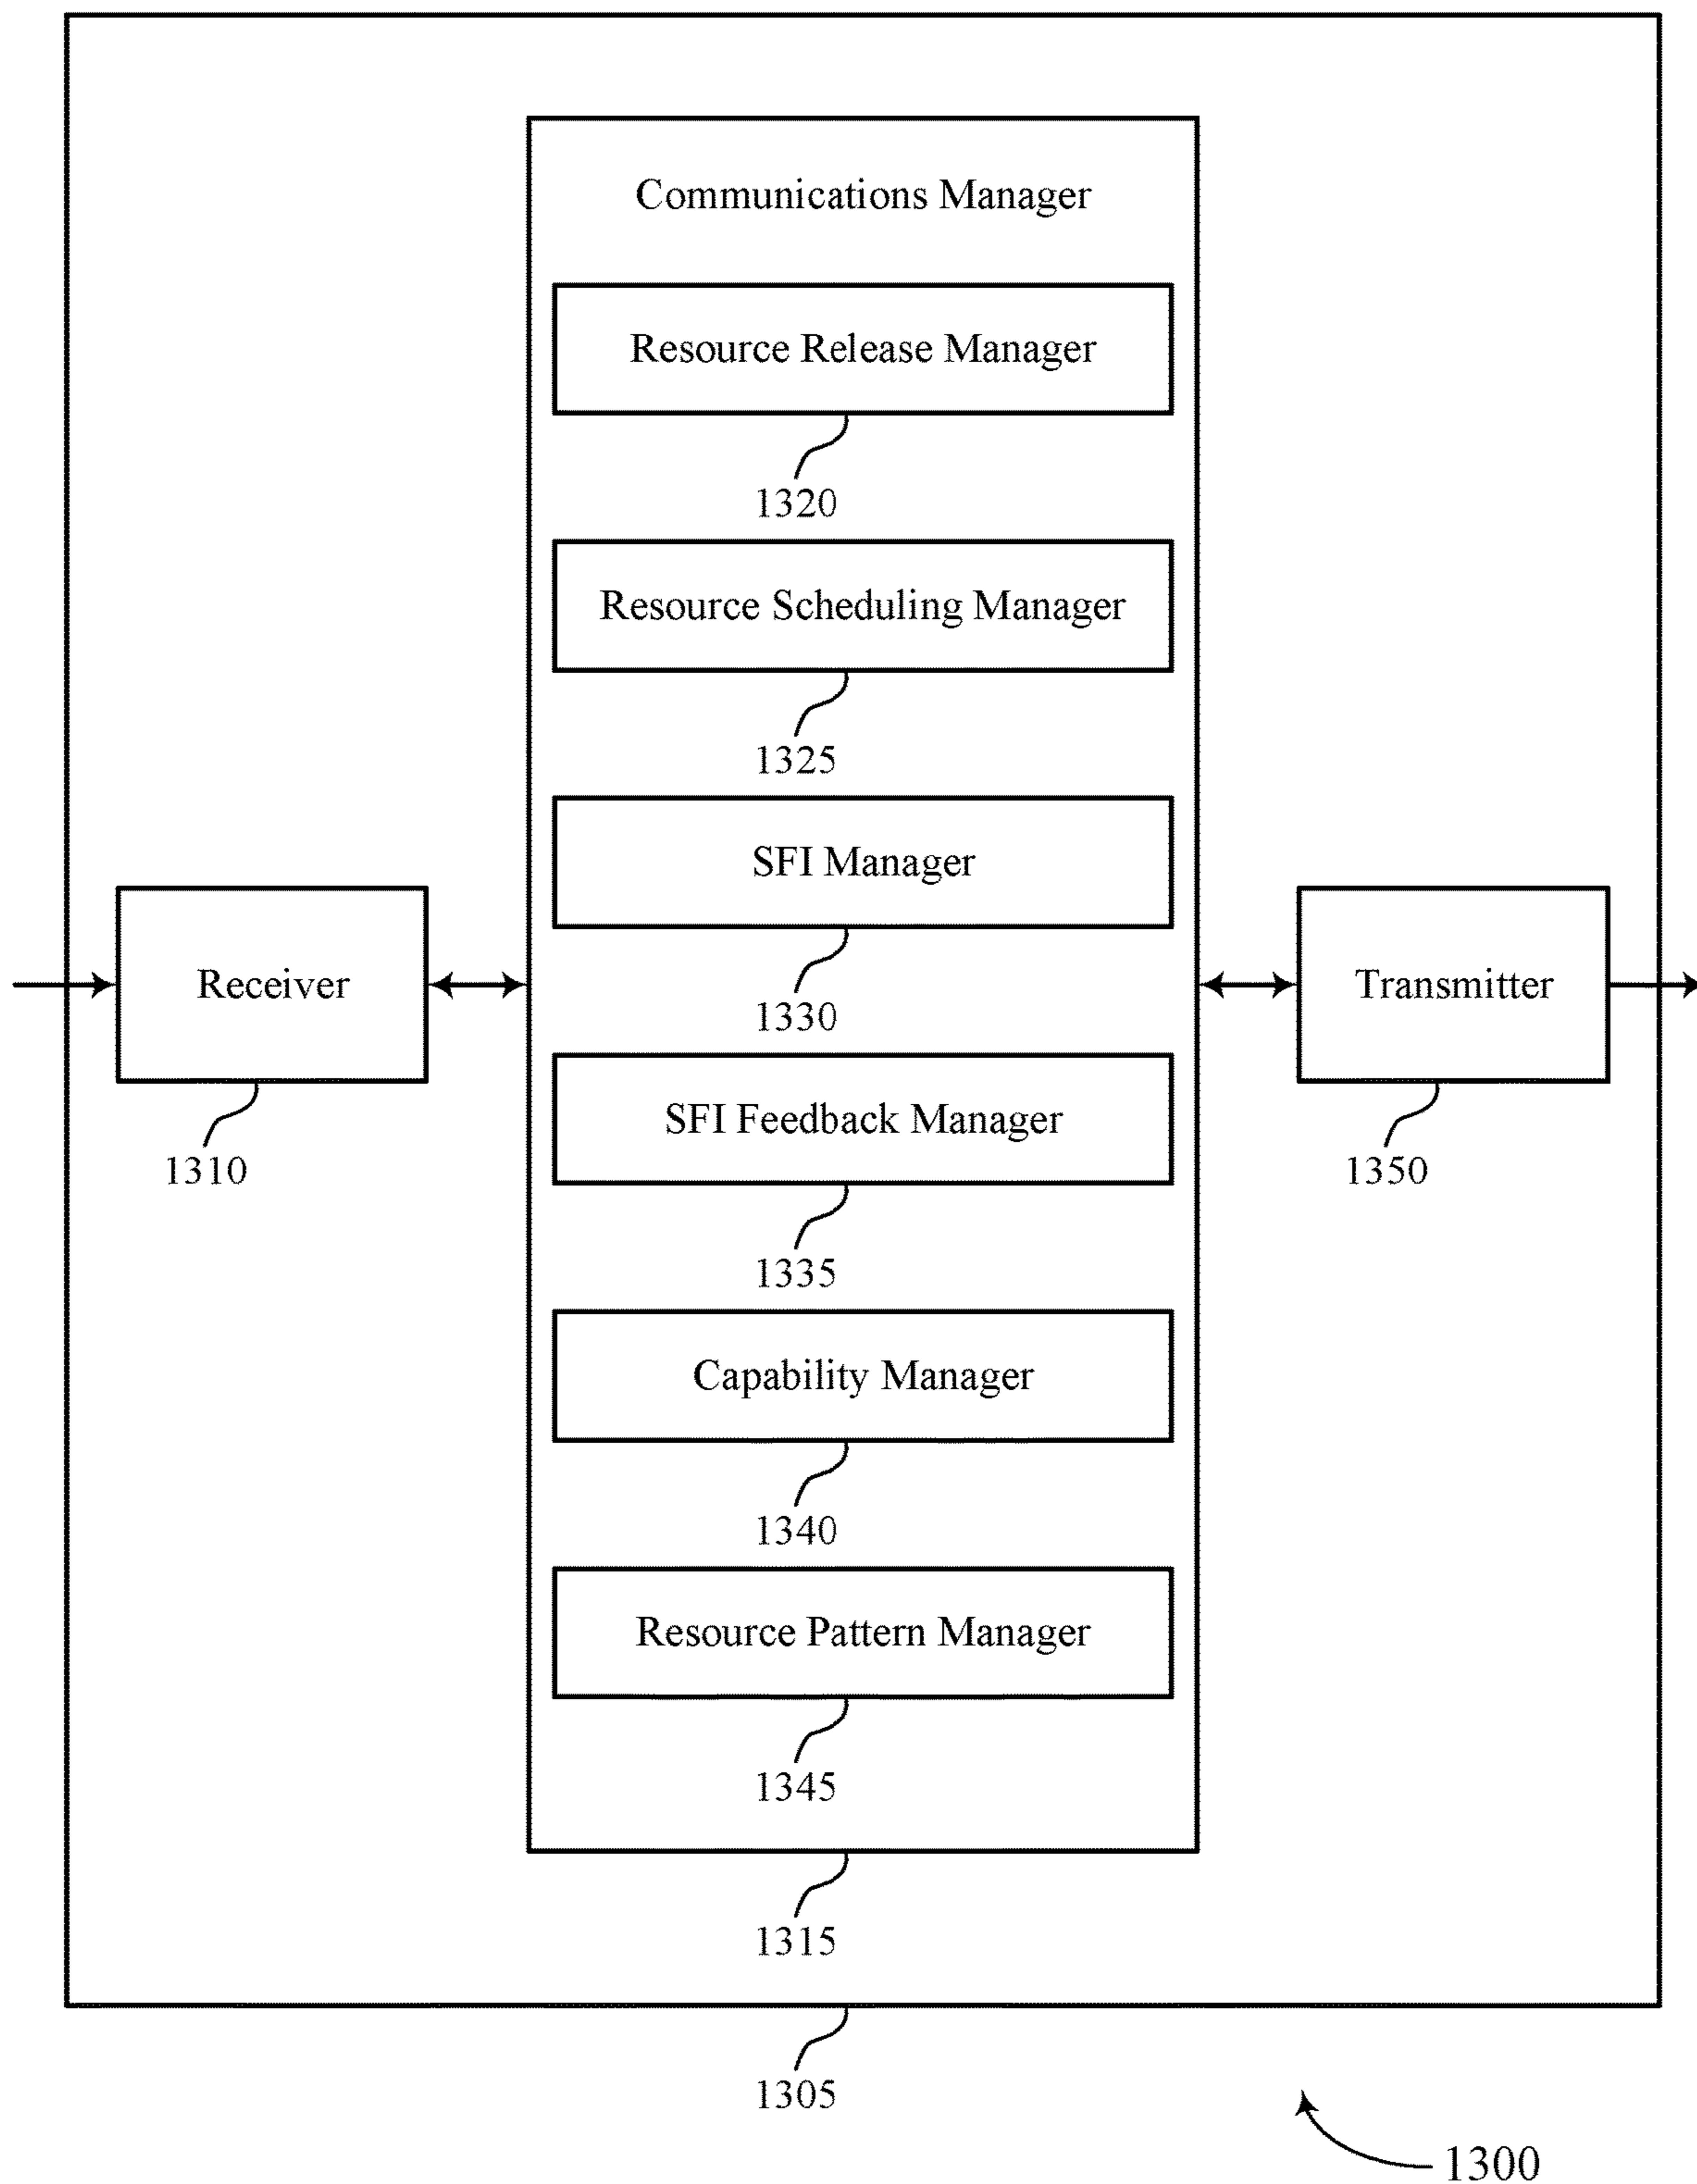 Communications Manager
Resource Release Manager
1320
Resource Scheduling Manager
1325
SFI Manager
1330
Receiver
1310
Transmitter
1350
SFI Feedback Manager
1335
Capability Manager
1340
Resource Pattern Manager
1345
1315
1305
1300